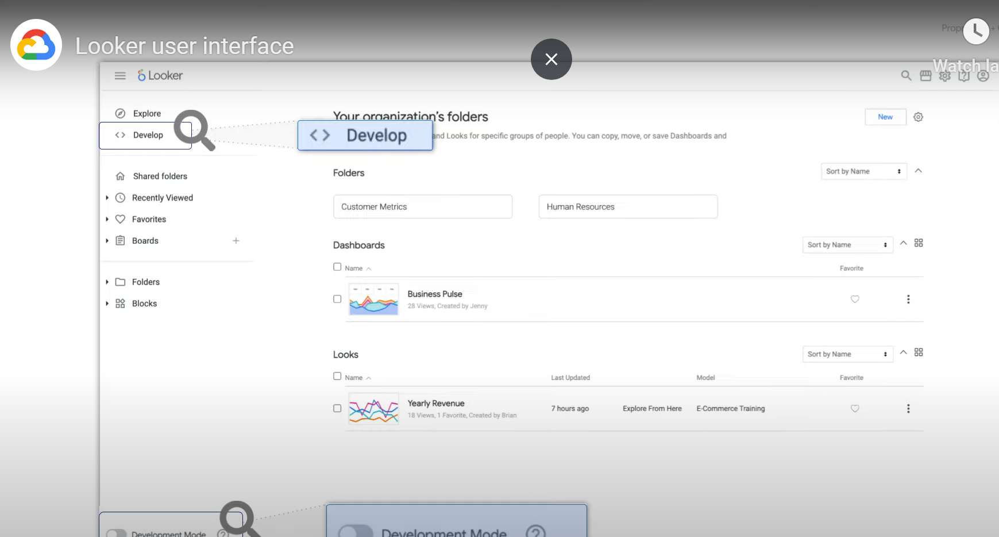 Looker user interface
Prop
Watch la
Looker
Explore
Develop
Shared folders
Recently Viewed
Favorites
Boards
Folders
Blocks
Development Mode
Your organization's folders
New
Develop
and Looks for specific groups of people. You can copy, move, or save Dashboards and
Folders
Sort by Name
Customer Metrics
Human Resources
Dashboards
Sort by Name
Name
Favorite
Business Pulse
28 Views, Created by Jenny
Looks
Sort by Name
Name
Last Updated
Model
Favorite
Yearly Revenue
18 Views, 1 Favorite, Created by Brian
7 hours ago
Explore From Here
E-Commerce Training
Development Mode